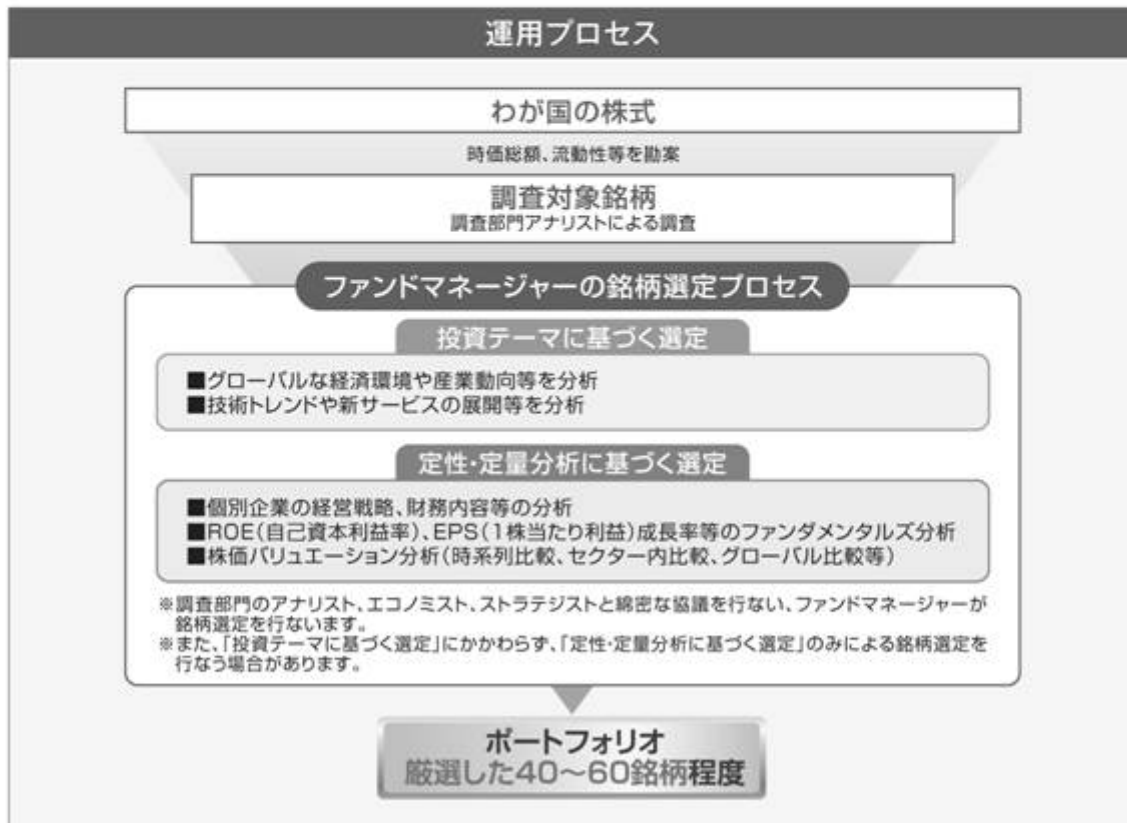 運用プロセス
わが国の株式
時価総額、流動性等を勘案
調査対象銘柄
調査部門アナリストによる調査
ファンドマネージャーの銘柄選定プロセス
投資テーマに基づく選定
■グローバルな経済環境や産業動向等を分析
■技術トレンドや新サービスの展開等を分析
定性・定量分析に基づく選定
■個別企業の経営戦略、財務内容等の分析
■ROE(自己資本利益率)、EPS(1株当たり利益)成長率等のファンダメンタルズ分析
■株価バリュエーション分析(時系列比較、セクター内比較、グローバル比較等)
※調査部門のアナリスト、エコノミスト、ストラテジストと綿密な協議を行ない、ファンドマネージャーが
銘柄選定を行ないます。
※また、「投資テーマに基づく選定」にかかわらず、「定性・定量分析に基づく選定」のみによる銘柄選定を
行なう場合があります。
ポートフォリオ
厳選した40～60銘柄程度